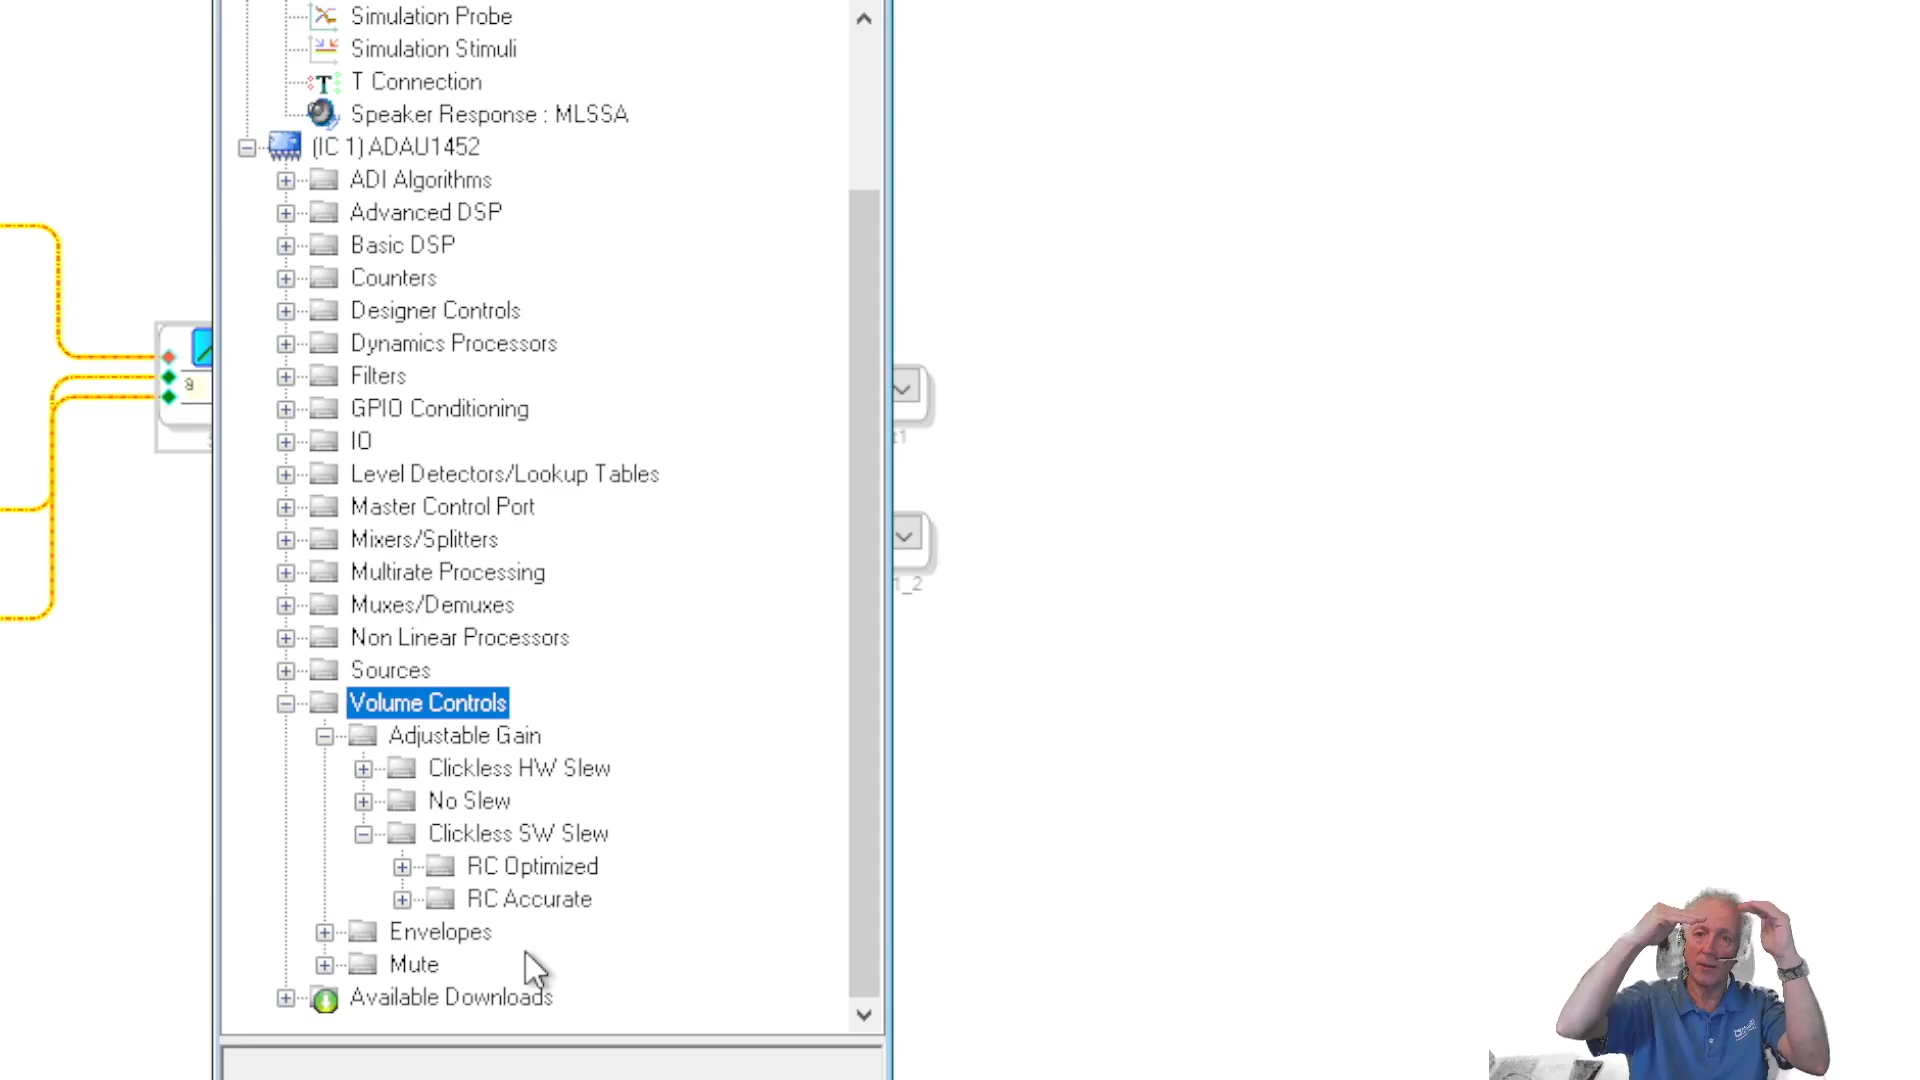 Simulation Probe
Simulation Stimuli
T Connection
Speaker Response : MLSSA
(IC 1) ADAU1452
ADI Algorithms
Advanced DSP
Basic DSP
Counters
Designer Controls
Dynamics Processors
Filters
GPIO Conditioning
IO
Level Detectors/Lookup Tables
Master Control Port
Mixers/Splitters
Multirate Processing
Muxes/Demuxes
Non Linear Processors
Sources
Volume Controls
Adjustable Gain
Clickless HW Slew
No Slew
Clickless SW Slew
RC Optimized
RC Accurate
Envelopes
Mute
Available Downloads
1_2